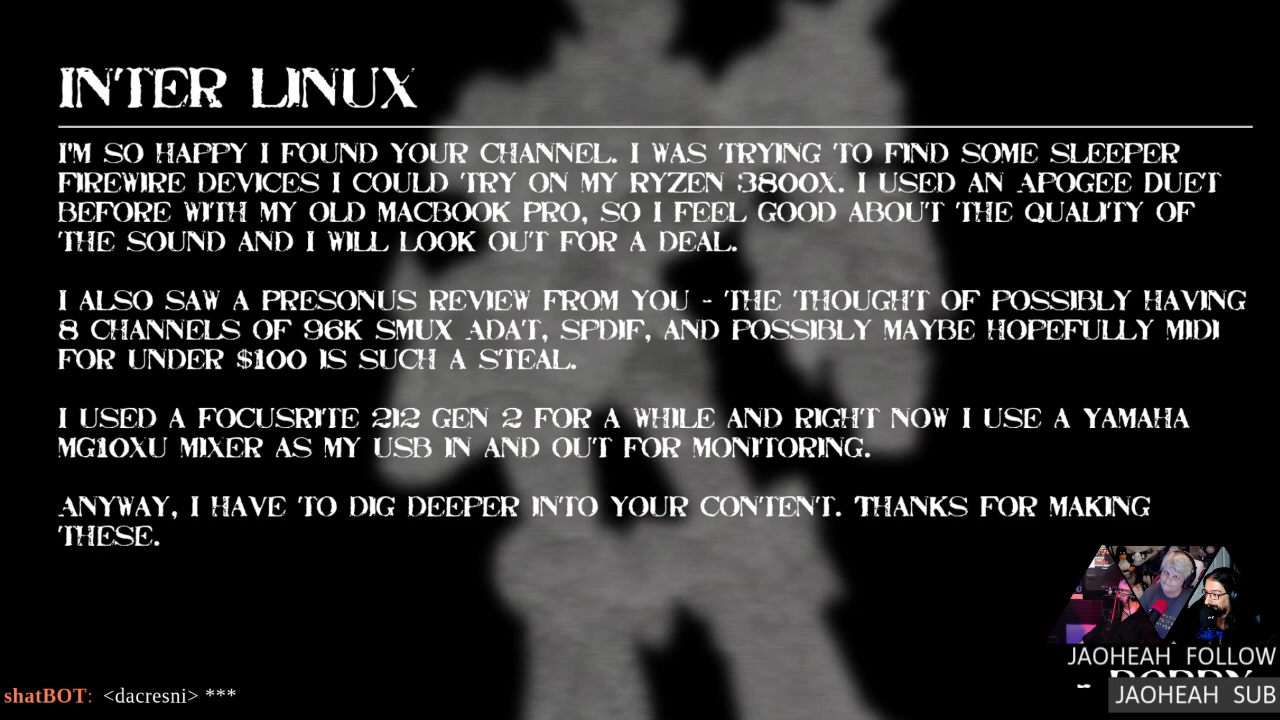 INTER LINUX
I'M SO HAPPY I FOUND YOUR CHANNEL. I WAS TRYING TO FIND SOME SLEEPER
FIREWIRE DEVICES I COULD TRY ON MY RYZEN 3800X. I USED AN APOGEE DUET
BEFORE WITH MY OLD MACBOOK PRO, SO I FEEL GOOD ABOUT THE QUALITY OF
THE SOUND AND I WILL LOOK OUT FOR A DEAL.
I ALSO SAW A PRESONUS REVIEW FROM YOU - THE THOUGHT OF POSSIBLY HAVING
8 CHANNELS OF 96K SMUX ADAT, SPDIF, AND POSSIBLY MAYBE HOPEFULLY MIDI
FOR UNDER $100 IS SUCH A STEAL.
I USED A FOCUSRITE 212 GEN 2 FOR A WHILE AND RIGHT NOW I USE A YAMAHA
MG10XU MIXER AS MY USB IN AND OUT FOR MONITORING.
ANYWAY, I HAVE TO DIG DEEPER INTO YOUR CONTENT. THANKS FOR MAKING
THESE.
JAOHEAH FOLLOW
JAOHEAH SUB
shatBOT: <dacresni> ***